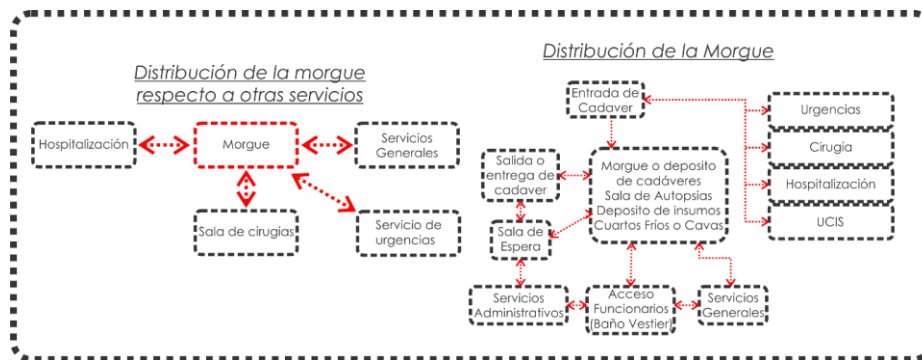 Distribución de la morgue
respecto a otras servicios
Hospitalización
Morgue
Servicios
Generales
Sala de cirugias
Servicio de
urgencias
Distribución de la Morgue
Entrada de
Cadaver
Urgencias
Cirugía
Hospitalización
UCIS
Salida o
entrega de
cadaver
Morgue o deposito
de cadáveres
Sala de Autopsias
Deposito de insumos
Cuartos Fríos o Cavas
Sala de
Espera
Servicios
Administrativos
Acceso
Funcionarios
(Baño Vestier)
Servicios
Generales